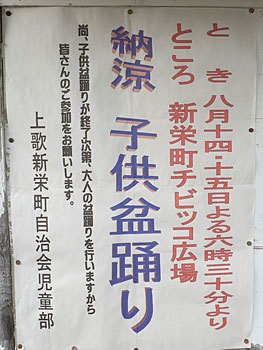 とき 八月十四・十五日よる六時三十分より
ところ 新栄町チビッコ広場
納涼 子供盆踊り
尚、子供盆踊りが終了次第、大人の盆踊りを行いますから
皆さんのご参加をお願いします。
上歌新栄町自治会児童部